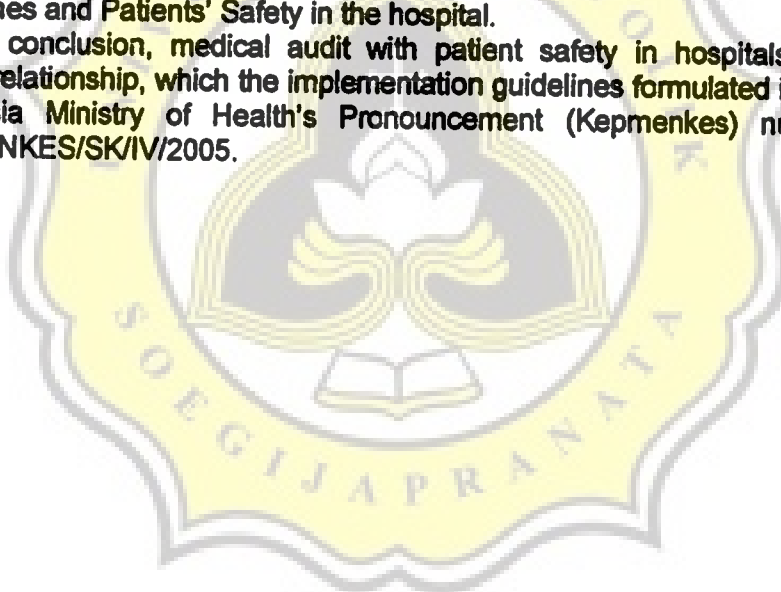 nes and Patients' Safety in the hospital.
conclusion, medical audit with patient safety in hospitals
elationship, which the implementation guidelines formulated i
ia Ministry of Health's Pronouncement (Kepmenkes) nu
NKES/SK/IV/2005.
SOEGIJAPRANATA